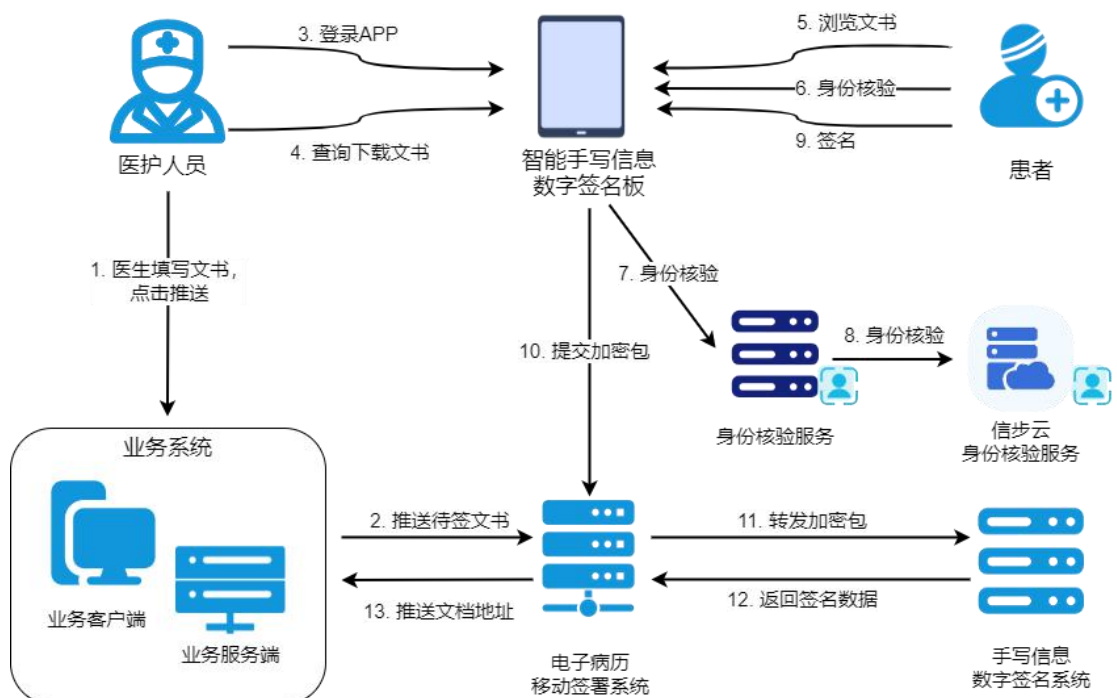 3. 登录APP
5. 浏览文书
6. 身份核验
4. 查询下载文书
9. 签名
医护人员
智能手写信息
数字签名板
患者
1. 医生填写文书，
点击推送
7. 身份核验
10. 提交加密包
8. 身份核验
身份核验服务
信步云
身份核验服务
业务系统
2. 推送待签文书
11. 转发加密包
13. 推送文档地址
12. 返回签名数据
业务客户端
业务服务端
电子病历
移动签署系统
手写信息
数字签名系统